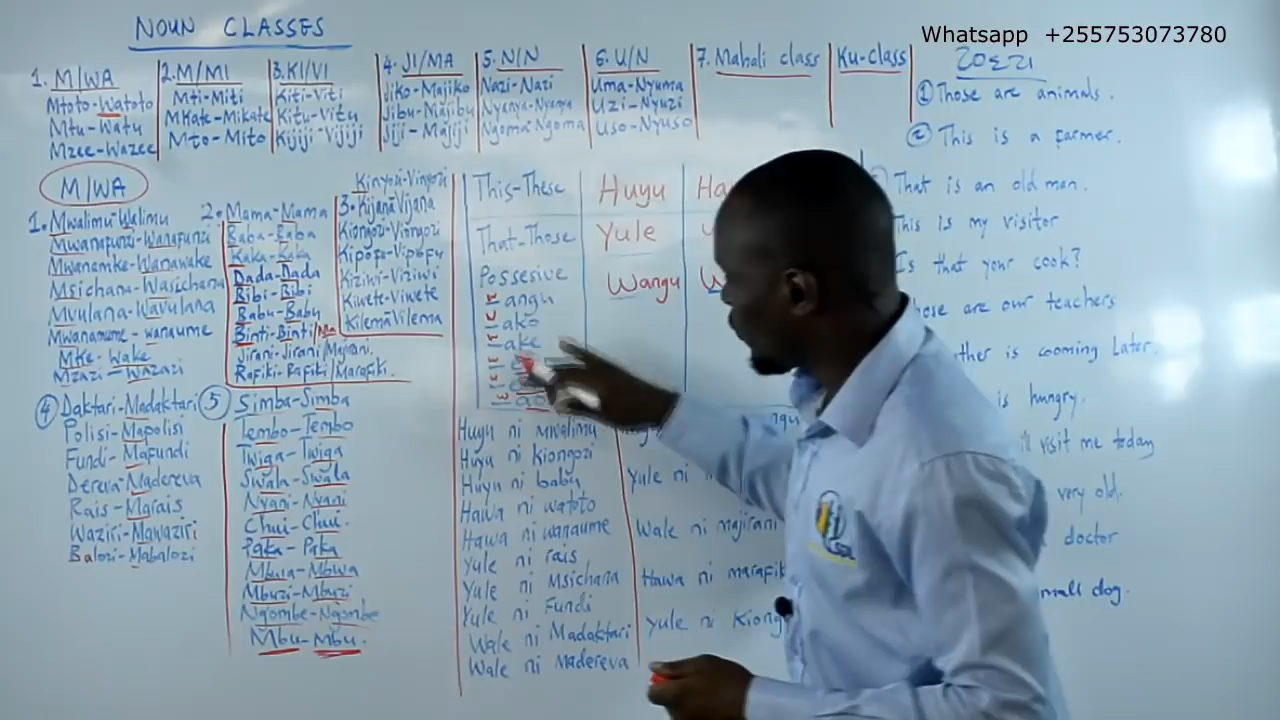 Whatsapp +255753073780
NOUN CLASSES
1. M/WA
Mtoto-Watoto
Mtu-Watu
Mzee-Wazee
2. M/MI
Mti-Miti
Mkate-Mikate
Mto-Mito
3. KI/VI
Kiti-Viti
Kitu-Vitu
Kijiji-Vijiji
4. JI/MA
Jiko-Majiko
Jibu-Majibu
Jiji-Majiji
5. N/N
Nazi-Nazi
Nyanya-Nyanya
Ngoma-Ngoma
6. U/N
Uma-Nyuma
Uzi-Nyuzi
Uso-Nyuso
7. Mahali class
Ku-class
M/WA
1. Mwalimu-Walimu
Mwanafunzi-Wanafunzi
Mwanamke-Wanawake
Msichana-Wasichana
Mvulana-Wavulana
Mwanamume-wanaume
Mke-Wake
Mzazi-Wazazi
2. Mama-Mama
Baba-Baba
Kaka-Kaka
Dada-Dada
Bibi-Bibi
Babu-Babu
Binti-Binti/
Jirani-Jirani/Majirani
Rafiki-Rafiki/Marafiki.
Kinyozi-Vinyozi
3. Kijana Vijana
Kiongozi-Viongozi
Kipofu-Vipofu
Kiziwi-Viziwi
Kiwete-Viwete
Kilema Vilema
4 Daktari-Madaktari
Polisi-Mapolisi
Fundi-Mafundi
Dereva-Madereva
Rais-Marais
Waziri-Mawaziri
Balozi-Mabalozi
5 Simba-Simba
Tembo-Tembo
Twiga-Twiga
Swala-Swala
Nyani-Nyani
Chui-Chui.
Paka-Paka
Mbwa-Mbwa
Mbuzi-Mbuzi
Ngombe-Ngombe
Mbu-Mbu.
This-These Huyu
That-Those Yule
Possesive Wangu
wangu
wako
wake
Huyu ni mwalimu
Huyu ni kiongozi
Huyu ni babu
Hawa ni watoto
Hawa ni wanaume
Yule ni rais
Yule ni Msichana
Yule ni Fundi
Wale ni Madaktari
Wale ni Madereva
Yule ni
Wale ni majirani
Hawa ni
Yule ni
ZOEZI
1 Those are animals.
2 This is a farmer.
That is an old man.
This is my visitor
Is that your cook?
are our teachers
is cooming Later.
is hungry.
visit me today
very old.
doctor
dog.